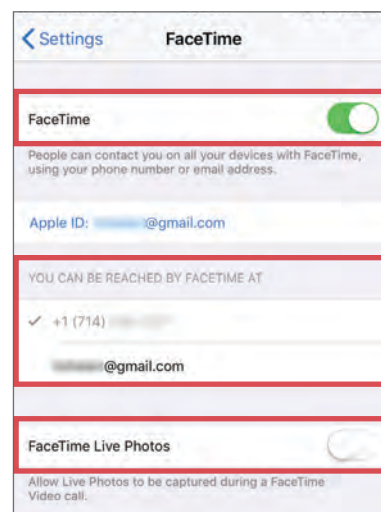 Settings
FaceTime
FaceTime
People can contact you on all your devices with FaceTime,
using your phone number or email address.
Apple ID: @gmail.com
YOU CAN BE REACHED BY FACETIME AT
✓ +1 (714)
@gmail.com
FaceTime Live Photos
Allow Live Photos to be captured during a FaceTime
Video call.